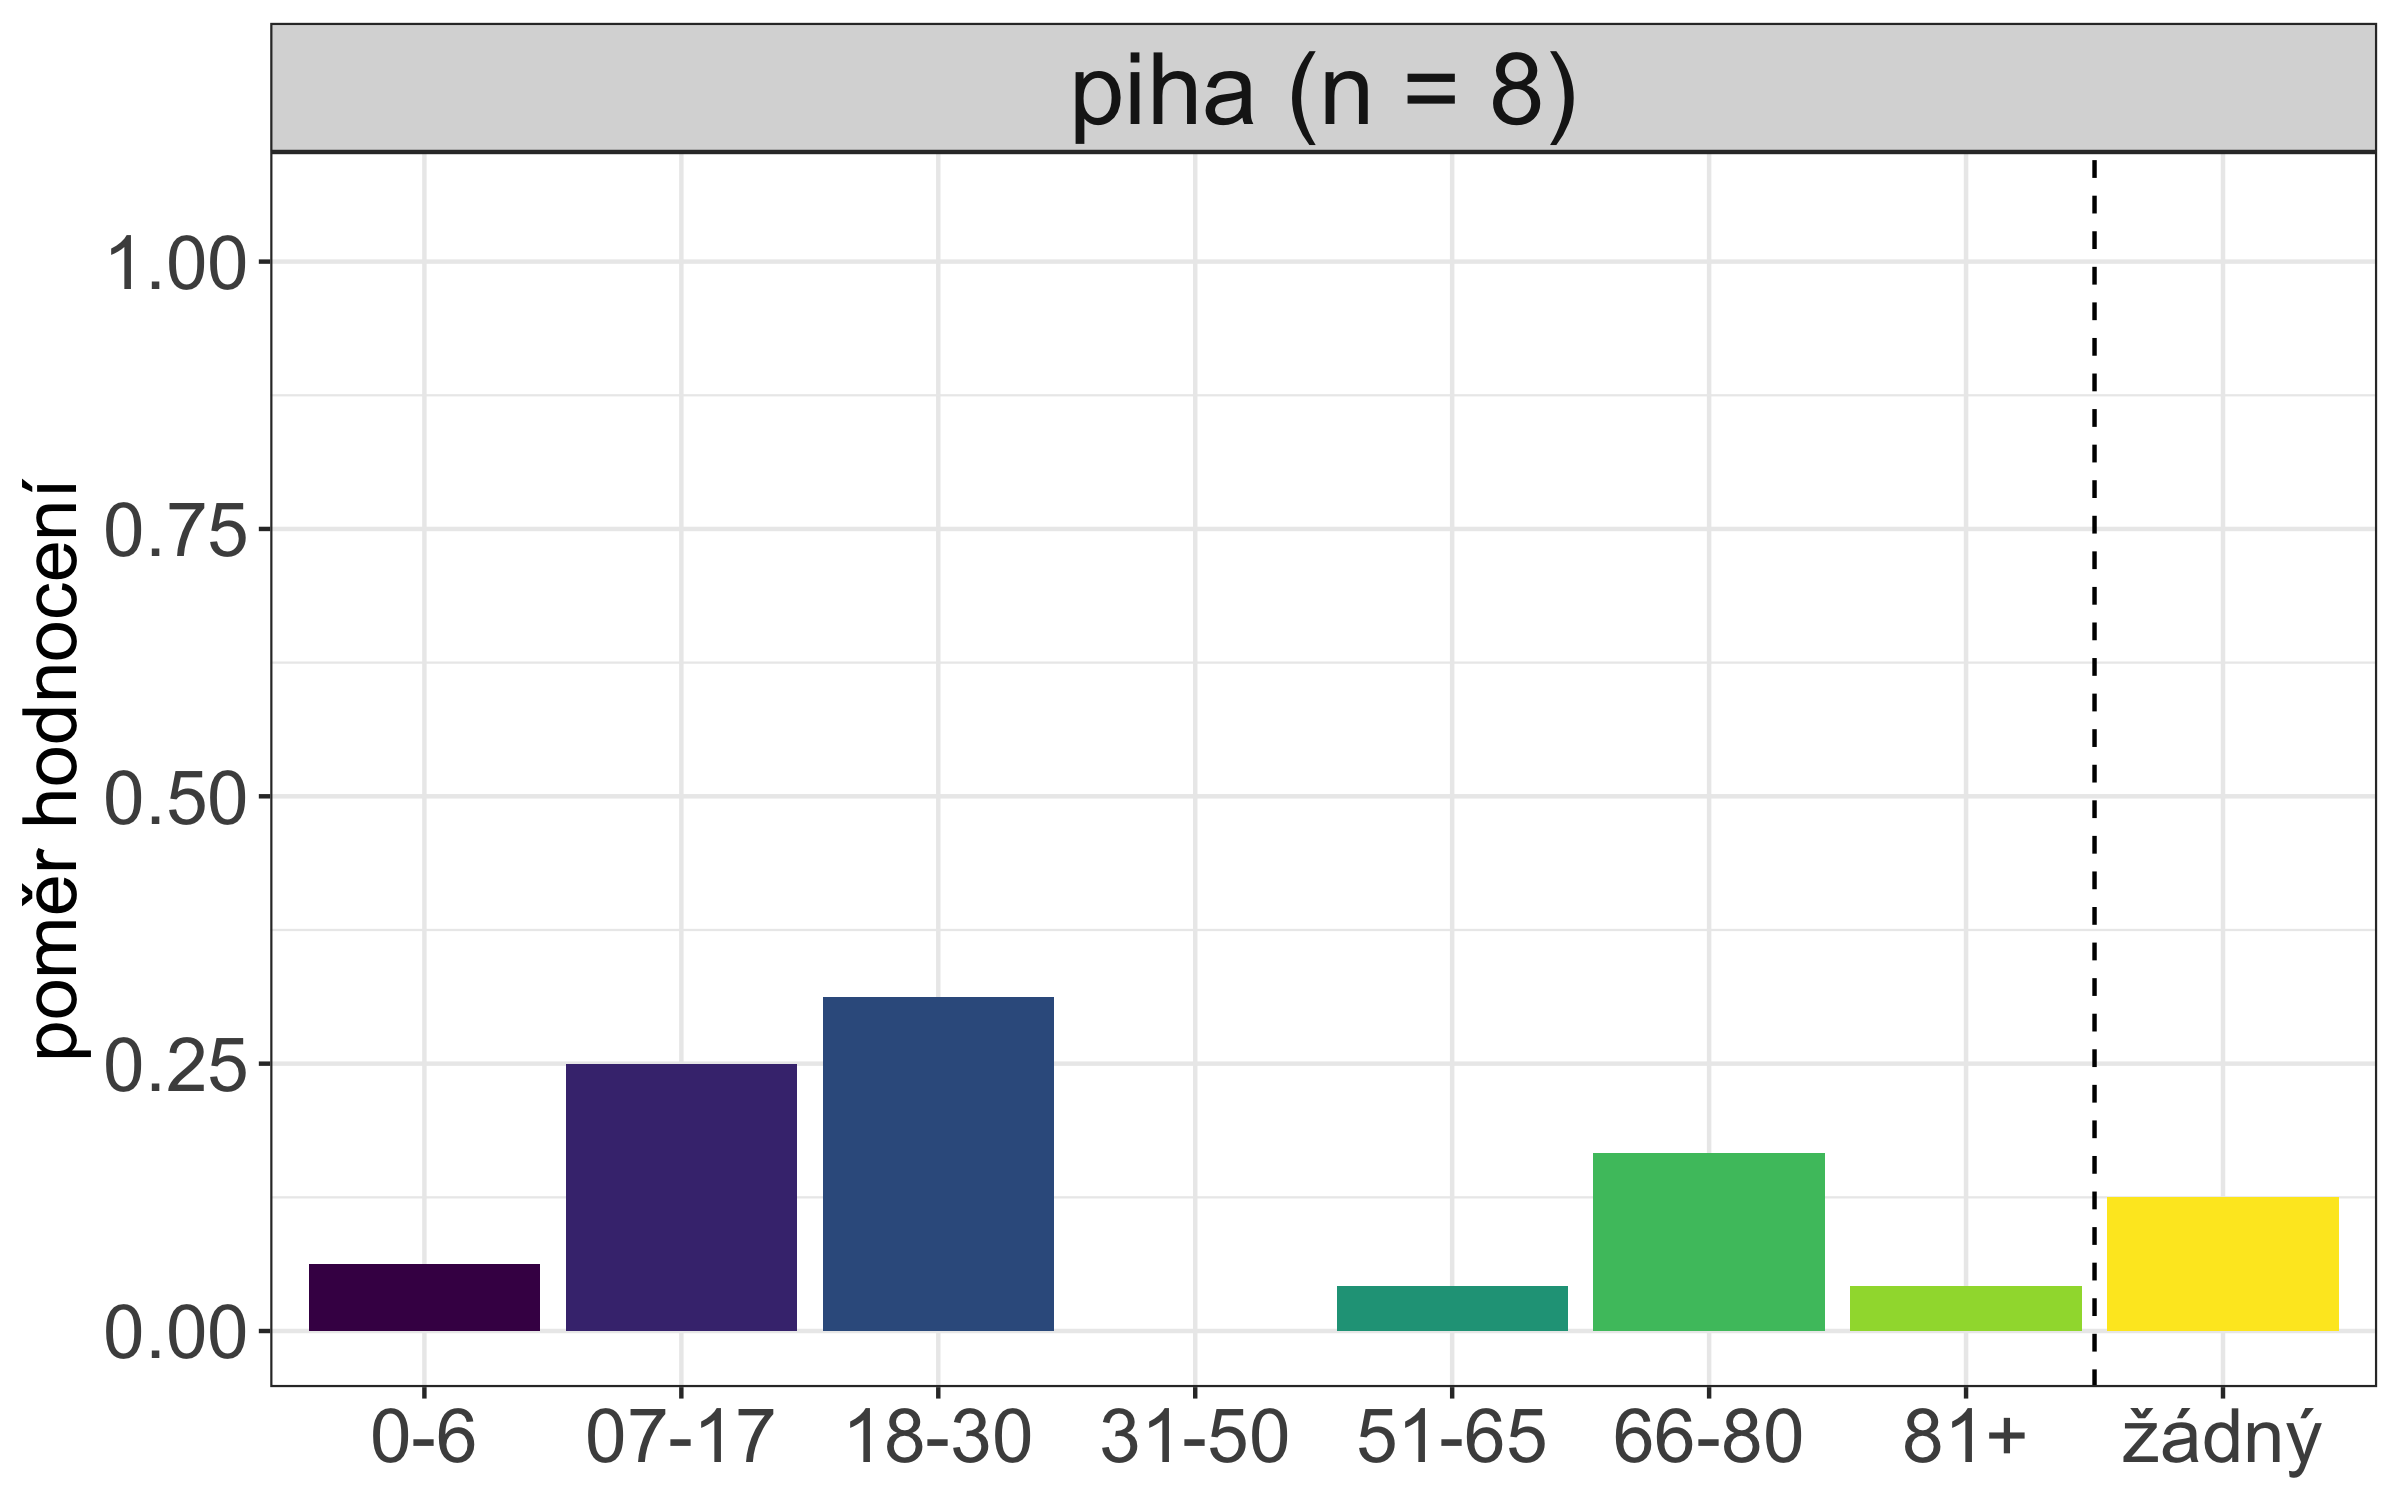 piha (n = 8)
poměr hodnocení
1.00
0.75
0.50
0.25
0.00
0-6 07-17 18-30 31-50 51-65 66-80 81+ žádný